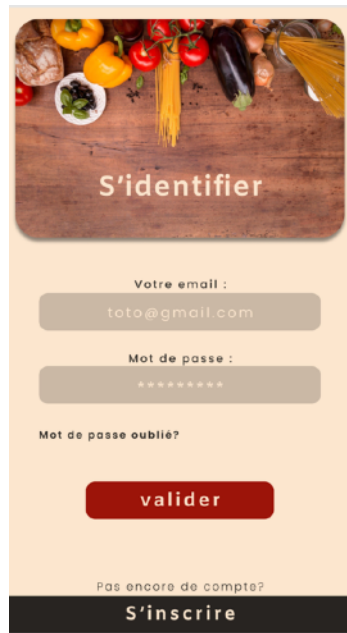 S'identifier
Votre email :
toto@gmail.com
Mot de passe :
*********
Mot de passe oublié?
valider
Pas encore de compte?
S'inscrire